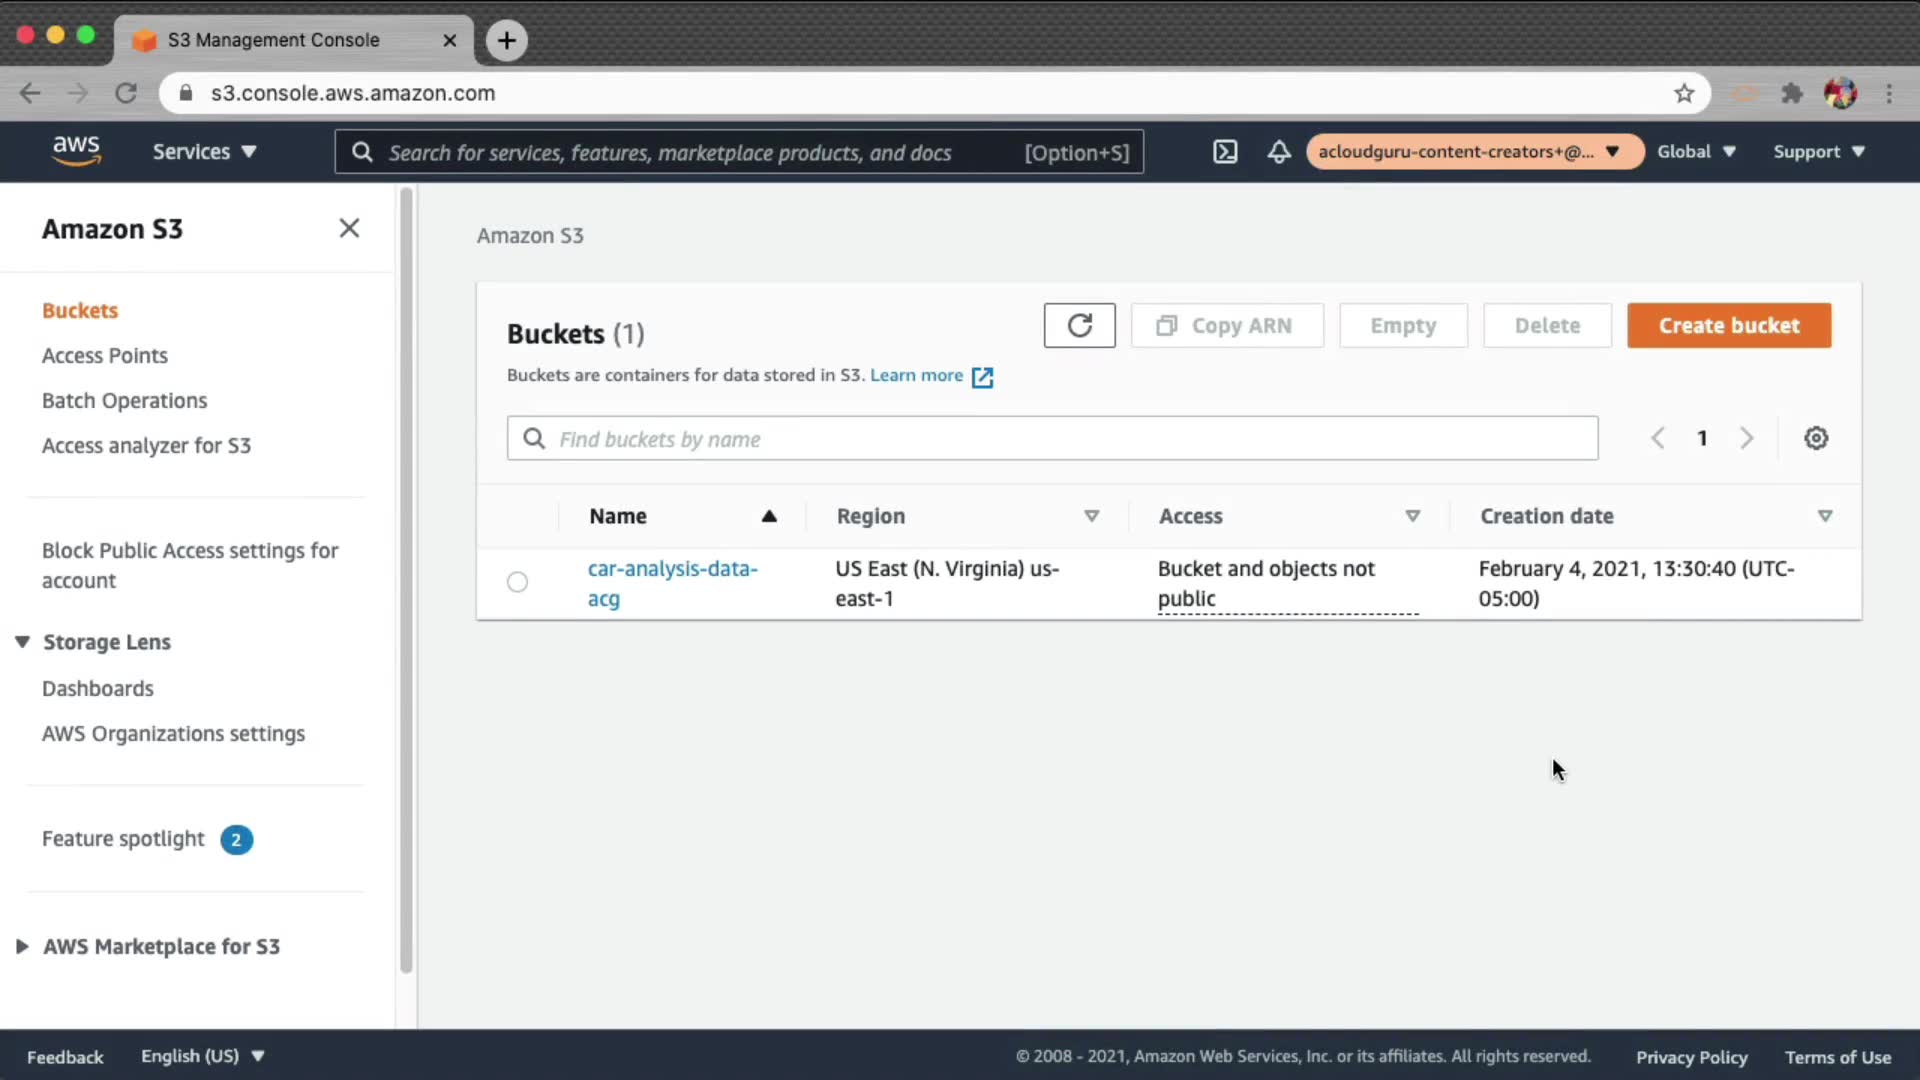 S3 Management Console
s3.console.aws.amazon.com
aws
Services
Search for services, features, marketplace products, and docs
[Option+S]
acloudguru-content-creators+@...
Global
Support
Amazon S3
Buckets
Access Points
Batch Operations
Access analyzer for S3
Block Public Access settings for
account
Storage Lens
Dashboards
AWS Organizations settings
Feature spotlight 2
AWS Marketplace for S3
Amazon S3
Buckets (1)
Copy ARN
Empty
Delete
Create bucket
Buckets are containers for data stored in S3. Learn more
Find buckets by name
1
Name
Region
Access
Creation date
car-analysis-data-
acg
US East (N. Virginia) us-
east-1
Bucket and objects not
public
February 4, 2021, 13:30:40 (UTC-
05:00)
Feedback
English (US)
© 2008 - 2021, Amazon Web Services, Inc. or its affiliates. All rights reserved.
Privacy Policy
Terms of Use